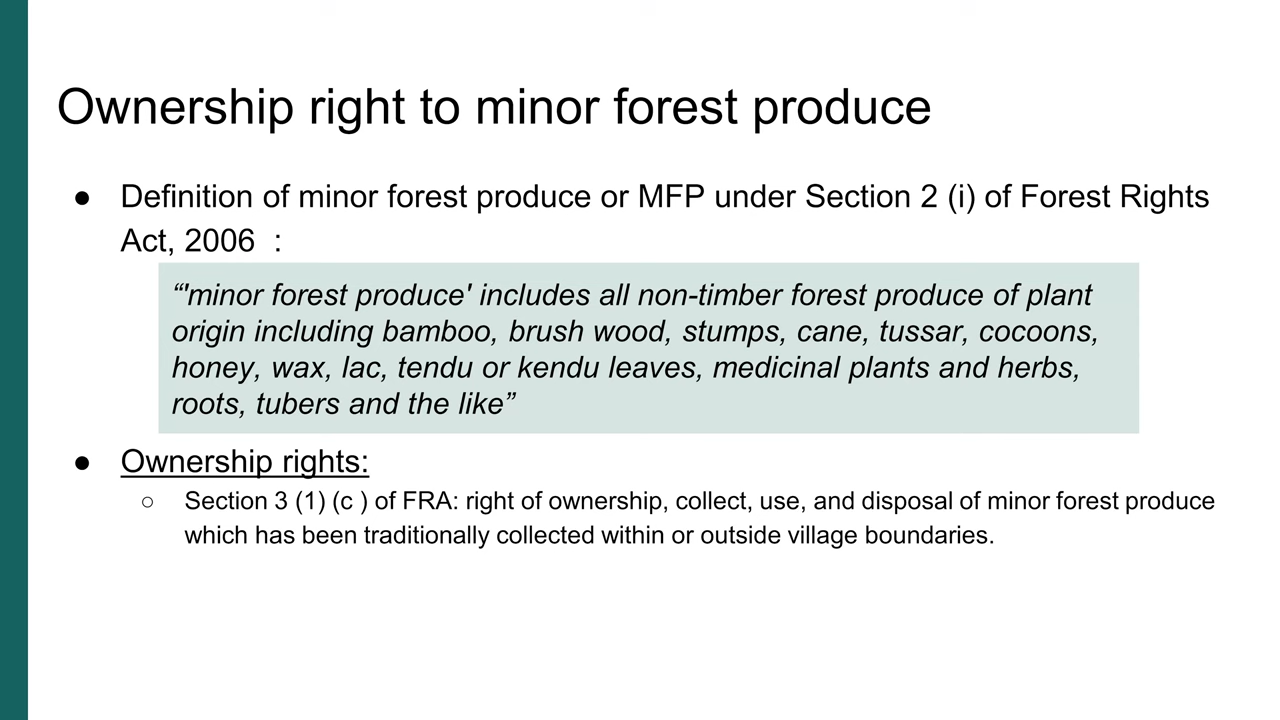 Ownership right to minor forest produce
● Definition of minor forest produce or MFP under Section 2 (i) of Forest Rights
Act, 2006  :
“'minor forest produce' includes all non-timber forest produce of plant
origin including bamboo, brush wood, stumps, cane, tussar, cocoons,
honey, wax, lac, tendu or kendu leaves, medicinal plants and herbs,
roots, tubers and the like”
● Ownership rights:
○ Section 3 (1) (c ) of FRA: right of ownership, collect, use, and disposal of minor forest produce
which has been traditionally collected within or outside village boundaries.